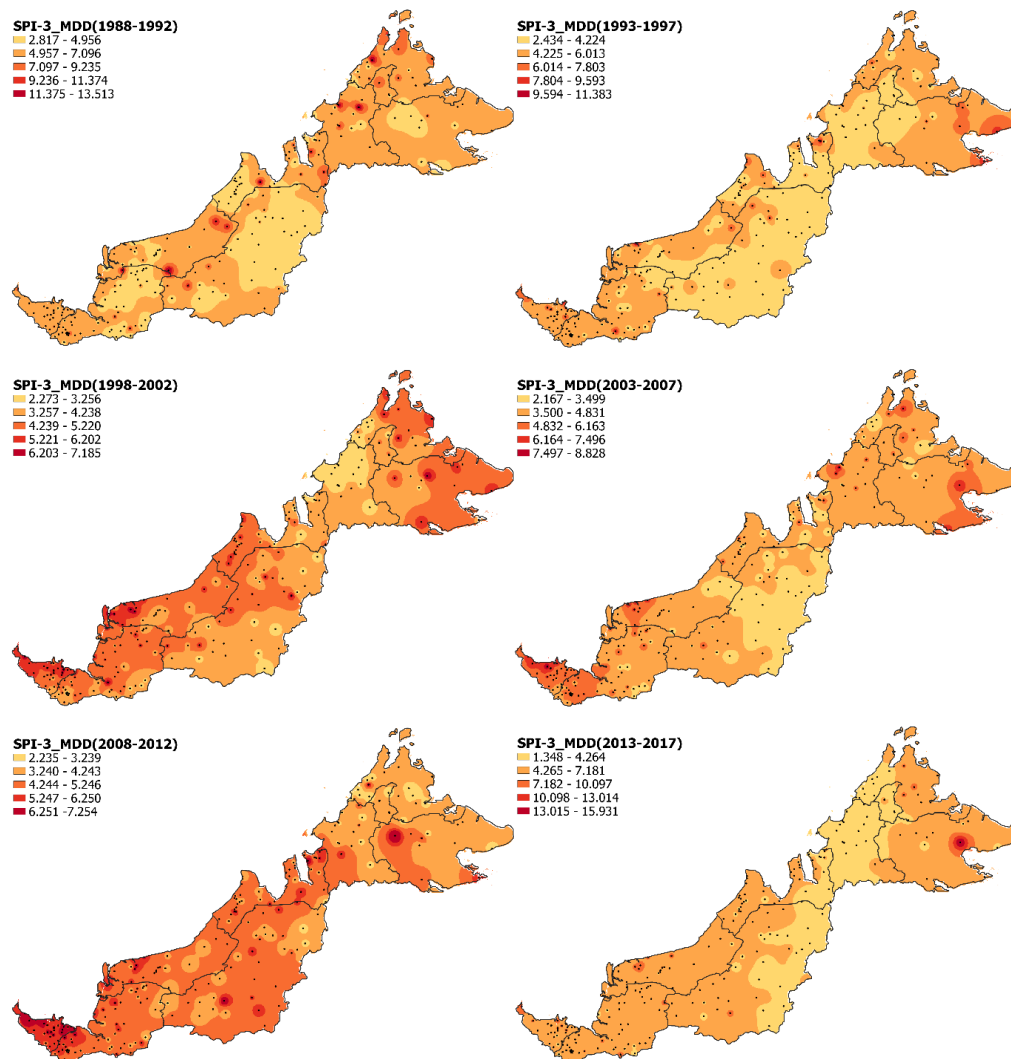 SPI-3_MDD(1988-1992)
2.817 - 4.956
4.957 - 7.096
7.097 - 9.235
9.236 - 11.374
11.375 - 13.513
SPI-3_MDD(1993-1997)
2.434 - 4.224
4.225 - 6.013
6.014 - 7.803
7.804 - 9.593
9.594 - 11.383
SPI-3_MDD(1998-2002)
2.273 - 3.256
3.257 - 4.238
4.239 - 5.220
5.221 - 6.202
6.203 - 7.185
SPI-3_MDD(2003-2007)
2.167 - 3.499
3.500 - 4.831
4.832 - 6.163
6.164 - 7.496
7.497 - 8.828
SPI-3_MDD(2008-2012)
2.235 - 3.239
3.240 - 4.243
4.244 - 5.246
5.247 - 6.250
6.251 -7.254
SPI-3_MDD(2013-2017)
1.348 - 4.264
4.265 - 7.181
7.182 - 10.097
10.098 - 13.014
13.015 - 15.931